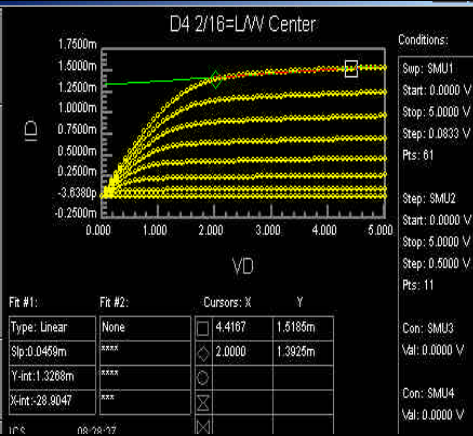 D4 2/16=L/W Center
Conditions:
1.7500m
1.5000m
1.2500m
1.0000m
0.7500m
0.5000m
0.2500m
-3.6380p
-0.2500m
ID
0.000 1.000 2.000 3.000 4.000 5.000
VD
Swp: SMU1
Start: 0.0000 V
Stop: 5.0000 V
Step: 0.0833 V
Pts: 61
Step: SMU2
Start: 0.0000 V
Stop: 5.0000 V
Step: 0.5000 V
Pts: 11
Con: SMU3
Val: 0.0000 V
Con: SMU4
Val: 0.0000 V
Fit #1: Fit #2: Cursors: X Y
Type: Linear None 4.4167 1.5185m
Slp:0.0459m **** 2.0000 1.3925m
Y-int:1.3268m ****
X-int:-28.9047 ***
ICS 08:28:37